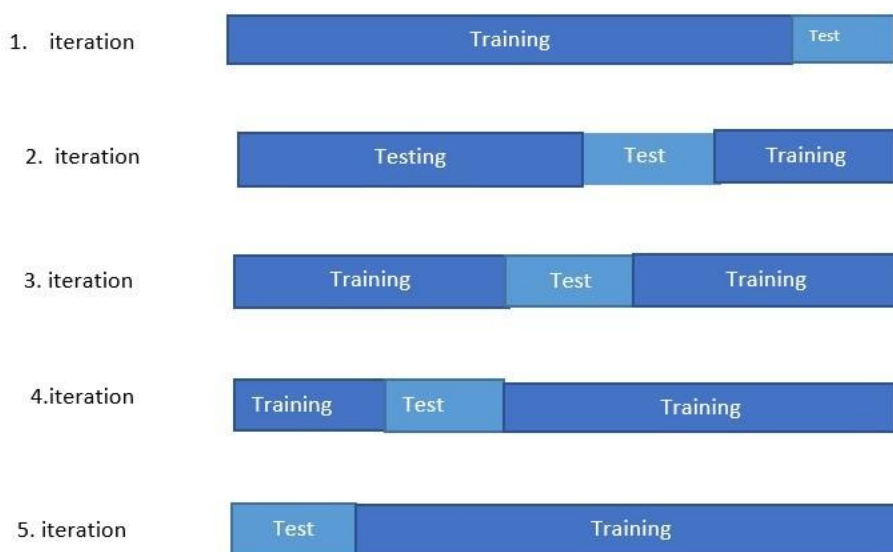 1. iteration Training Test
2. iteration Testing Test Training
3. iteration Training Test Training
4.iteration Training Test Training
5. iteration Test Training